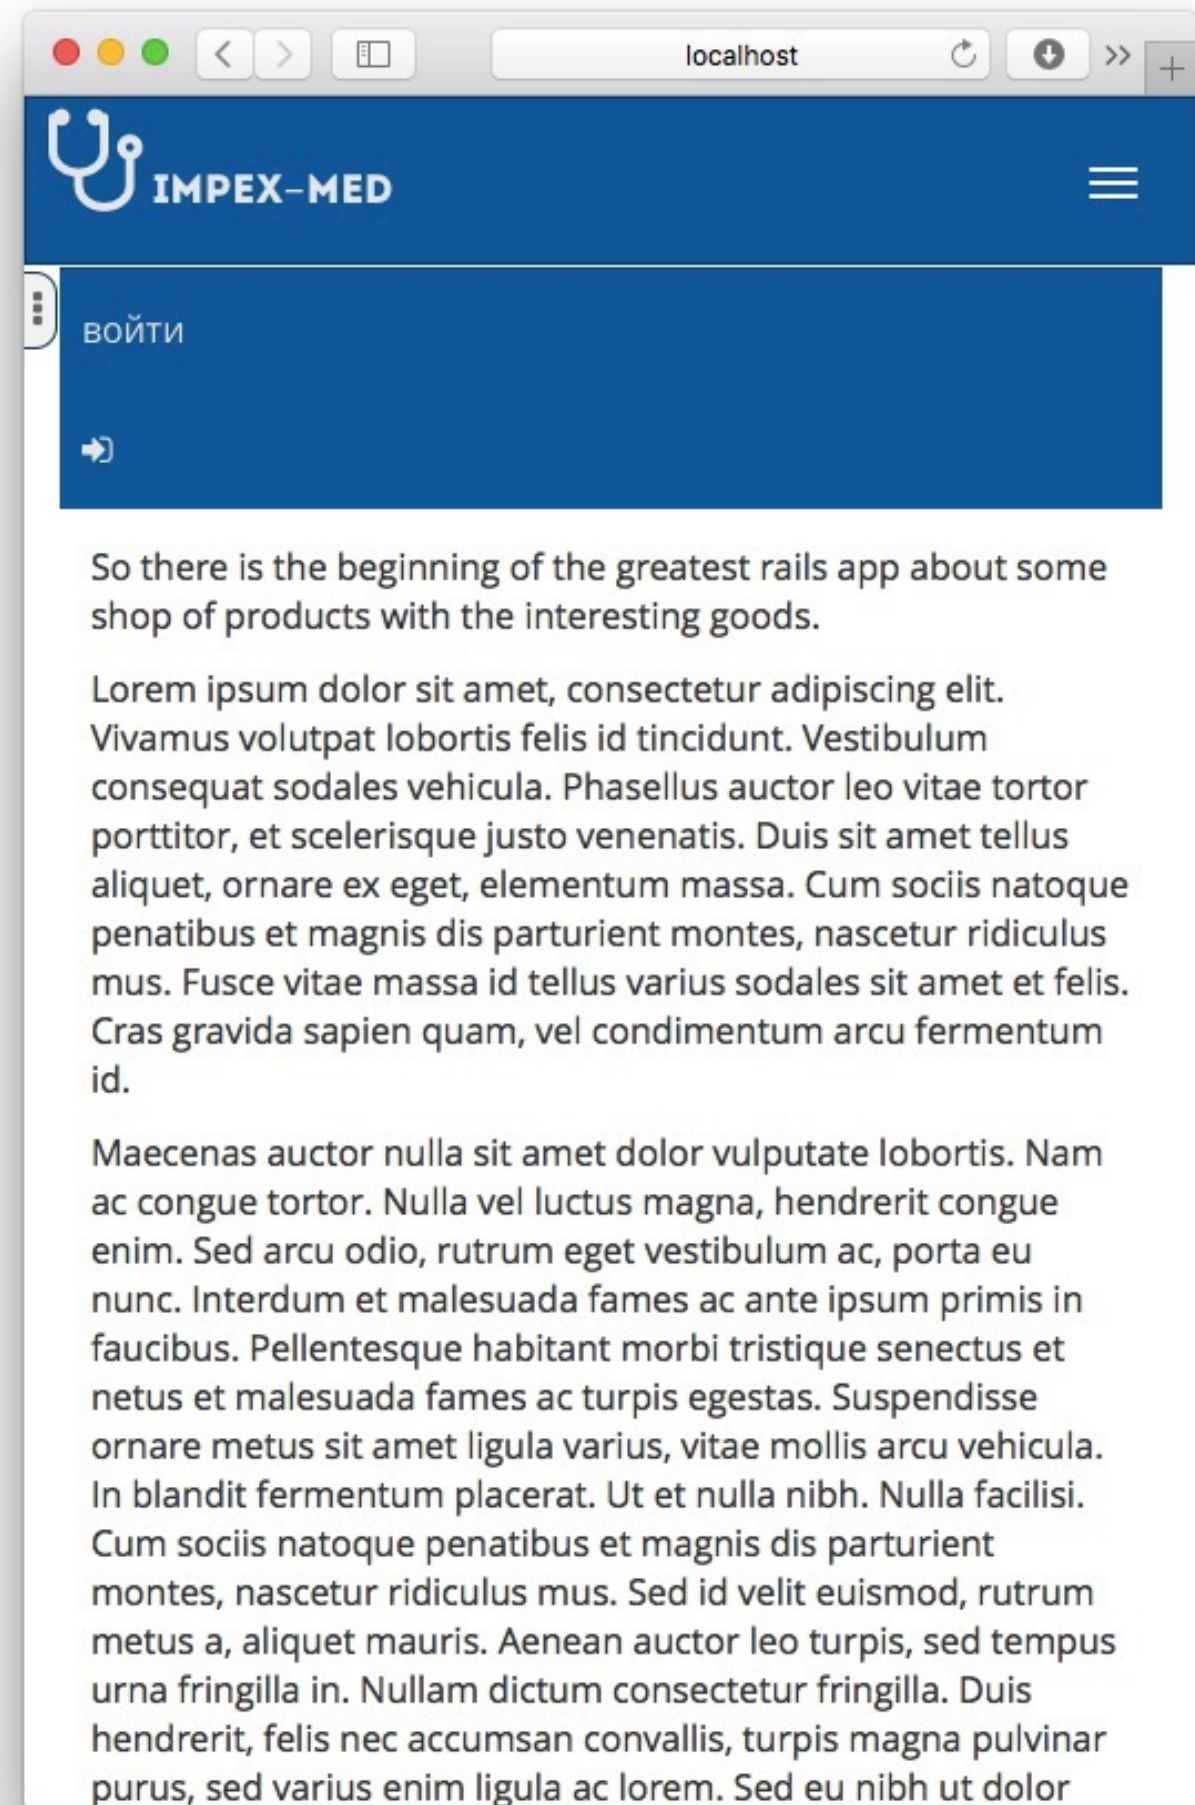 localhost
IMPEX-MED
войти
So there is the beginning of the greatest rails app about some
shop of products with the interesting goods.
Lorem ipsum dolor sit amet, consectetur adipiscing elit.
Vivamus volutpat lobortis felis id tincidunt. Vestibulum
consequat sodales vehicula. Phasellus auctor leo vitae tortor
porttitor, et scelerisque justo venenatis. Duis sit amet tellus
aliquet, ornare ex eget, elementum massa. Cum sociis natoque
penatibus et magnis dis parturient montes, nascetur ridiculus
mus. Fusce vitae massa id tellus varius sodales sit amet et felis.
Cras gravida sapien quam, vel condimentum arcu fermentum
id.
Maecenas auctor nulla sit amet dolor vulputate lobortis. Nam
ac congue tortor. Nulla vel luctus magna, hendrerit congue
enim. Sed arcu odio, rutrum eget vestibulum ac, porta eu
nunc. Interdum et malesuada fames ac ante ipsum primis in
faucibus. Pellentesque habitant morbi tristique senectus et
netus et malesuada fames ac turpis egestas. Suspendisse
ornare metus sit amet ligula varius, vitae mollis arcu vehicula.
In blandit fermentum placerat. Ut et nulla nibh. Nulla facilisi.
Cum sociis natoque penatibus et magnis dis parturient
montes, nascetur ridiculus mus. Sed id velit euismod, rutrum
metus a, aliquet mauris. Aenean auctor leo turpis, sed tempus
urna fringilla in. Nullam dictum consectetur fringilla. Duis
hendrerit, felis nec accumsan convallis, turpis magna pulvinar
purus, sed varius enim ligula ac lorem. Sed eu nibh ut dolor